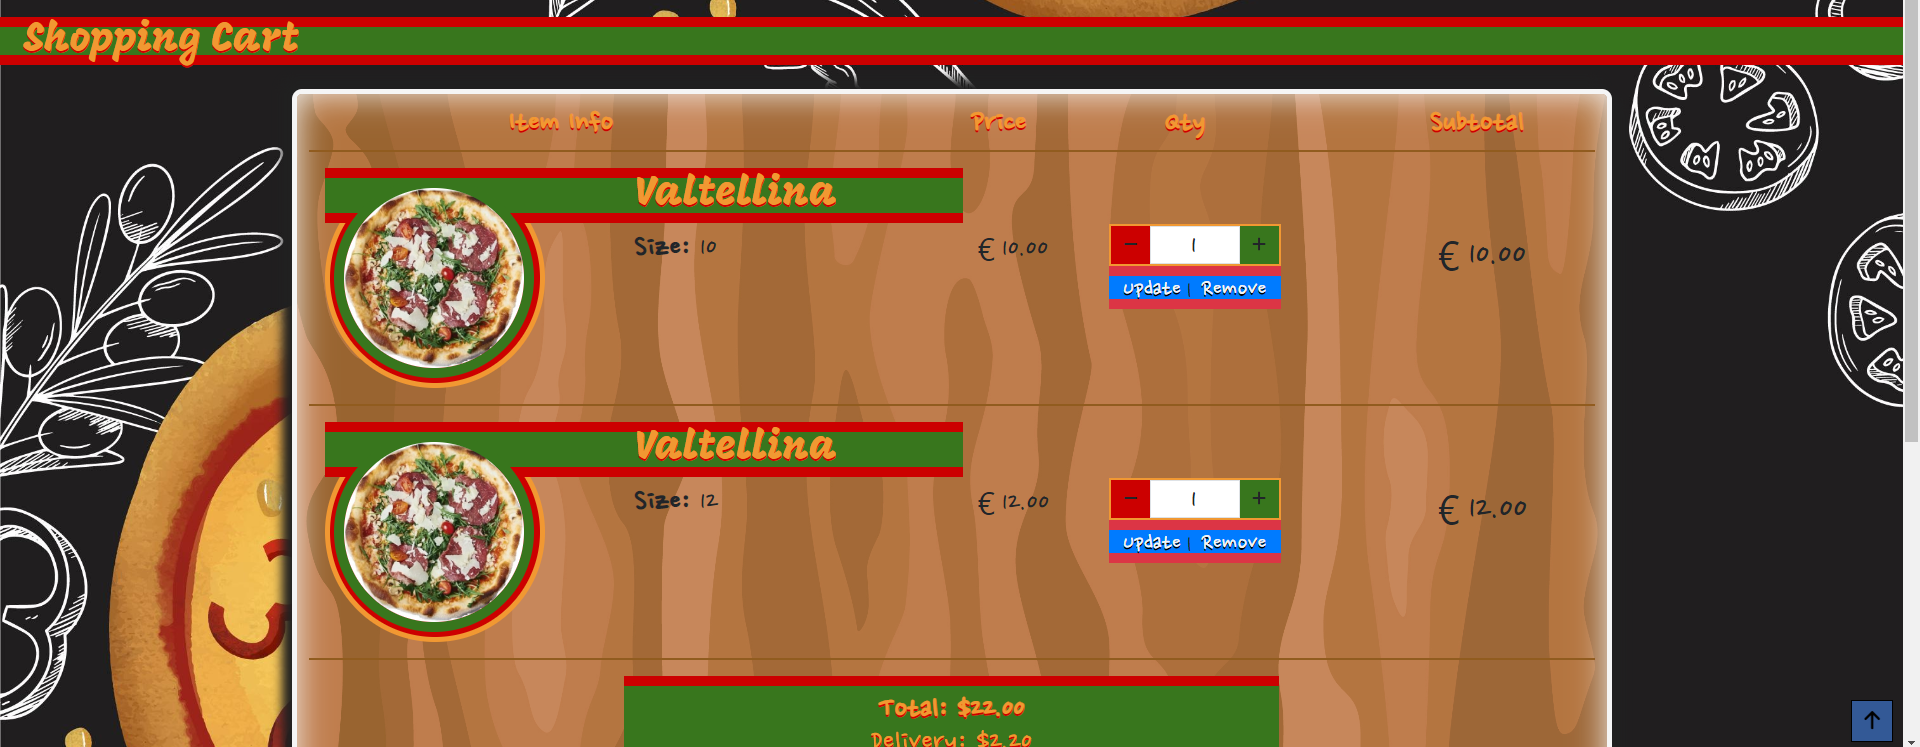 Shopping Cart
Item Info Price Qty Subtotal
Valtellina
Size: 10 € 10.00 − 1 + € 10.00
Update | Remove
Valtellina
Size: 12 € 12.00 − 1 + € 12.00
Update | Remove
Total: $22.00
Delivery: $2.20